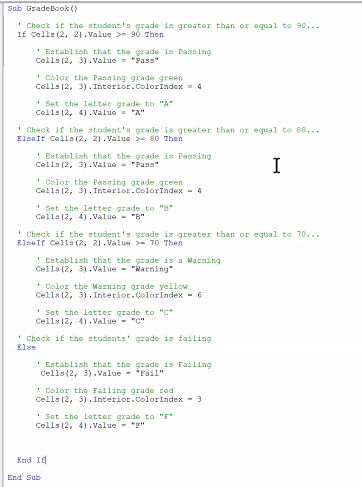 Sub GradeBook()
' Check if the student's grade is greater than or equal to 90...
If Cells(2, 2).Value >= 90 Then
' Establish that the grade is Passing
Cells(2, 3).Value = "Pass"
' Color the Passing grade green
Cells(2, 3).Interior.ColorIndex = 4
' Set the letter grade to "A"
Cells(2, 4).Value = "A"
' Check if the student's grade is greater than or equal to 80...
ElseIf Cells(2, 2).Value >= 80 Then
' Establish that the grade is Passing
Cells(2, 3).Value = "Pass"
' Color the Passing grade green
Cells(2, 3).Interior.ColorIndex = 4
' Set the letter grade to "B"
Cells(2, 4).Value = "B"
' Check if the student's grade is greater than or equal to 70...
ElseIf Cells(2, 2).Value >= 70 Then
' Establish that the grade is a Warning
Cells(2, 3).Value = "Warning"
' Color the Warning grade yellow
Cells(2, 3).Interior.ColorIndex = 6
' Set the letter grade to "C"
Cells(2, 4).Value = "C"
' Check if the students' grade is failing
Else
' Establish that the grade is Failing
Cells(2, 3).Value = "Fail"
' Color the Failing grade red
Cells(2, 3).Interior.ColorIndex = 3
' Set the letter grade to "F"
Cells(2, 4).Value = "F"
End If
End Sub